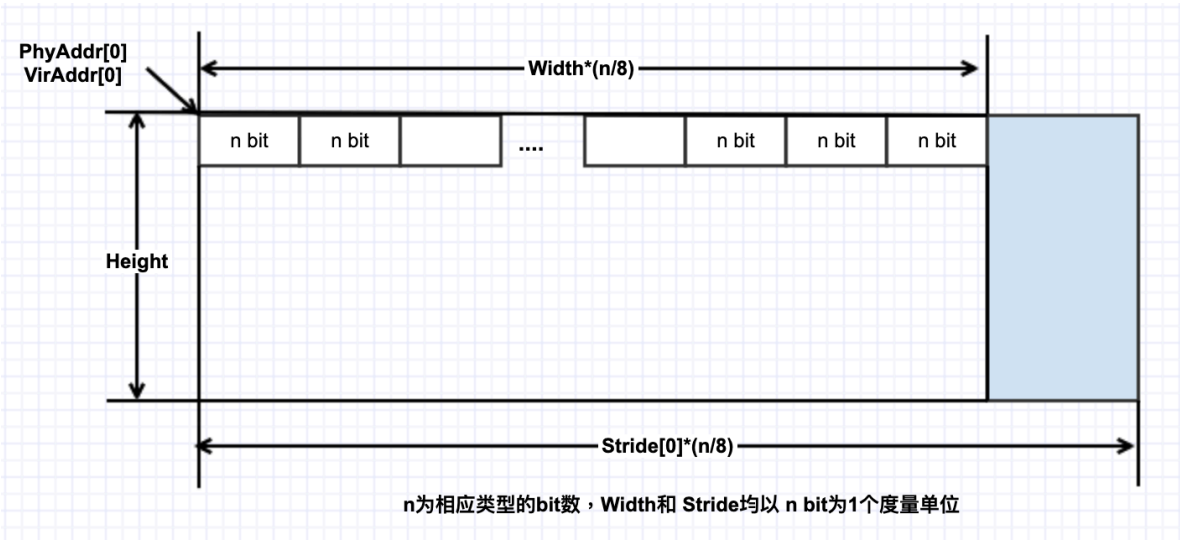 PhyAddr[0]
VirAddr[0]
Width*(n/8)
n bit
n bit
....
n bit
n bit
n bit
Height
Stride[0]*(n/8)
n为相应类型的bit数，Width和 Stride均以 n bit为1个度量单位